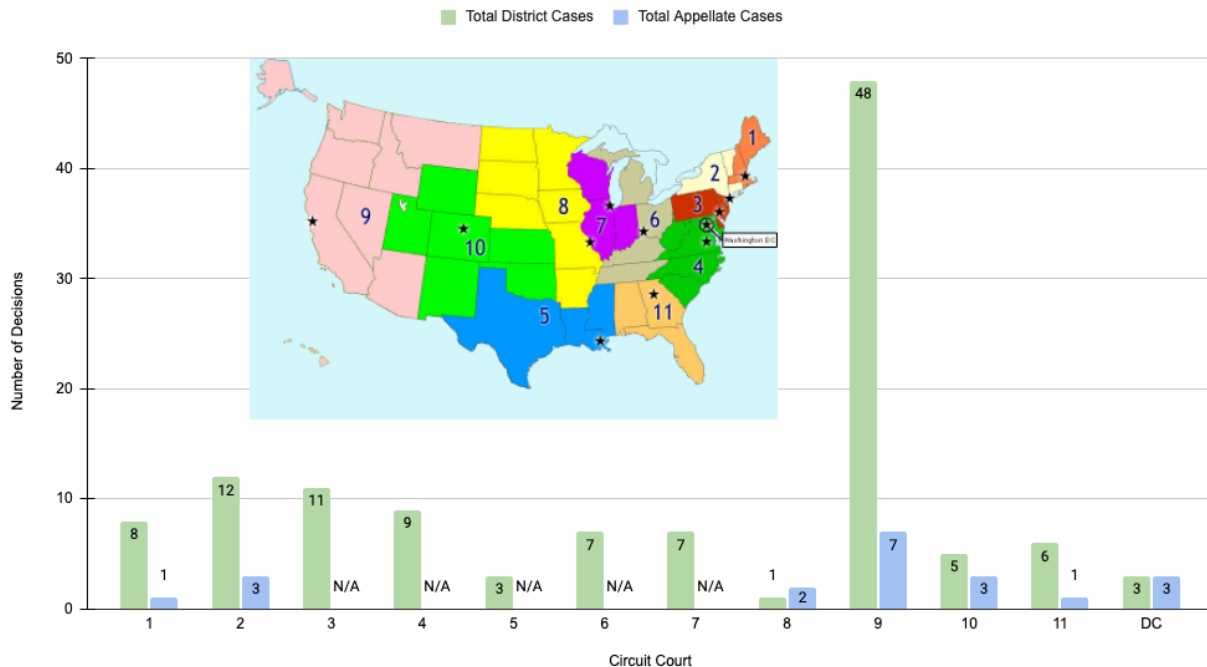 Total District Cases Total Appellate Cases
Number of Decisions
50
40
30
20
10
0
1
2
3
4
5
6
7
8
9
10
11
Washington DC
8 1
12 3
11 N/A
9 N/A
3 N/A
7 N/A
7 N/A
1 2
48 7
5 3
6 1
3 3
1 2 3 4 5 6 7 8 9 10 11 DC
Circuit Court